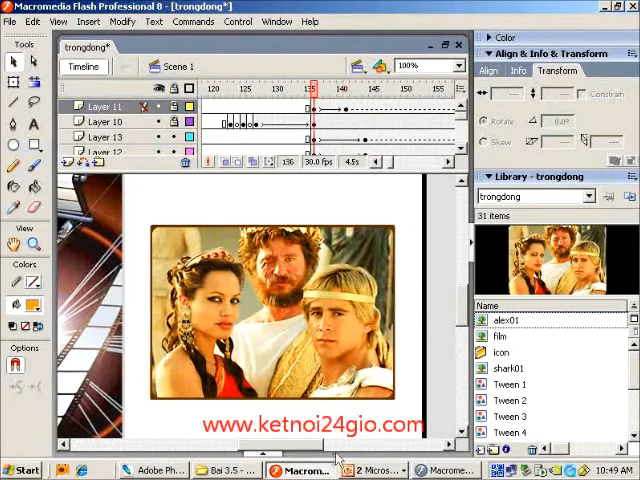 Macromedia Flash Professional 8 - [trongdong*]
File Edit View Insert Modify Text Commands Control Window Help
Tools
View
Colors
Options
trongdong*
Timeline
Scene 1
100%
120 125 130 135 140 145 150 155
Layer 11
Layer 10
Layer 13
Layer 12
136 30.0 fps 4.5s
Color
Align & Info & Transform
Align Info Transform
Constrain
Rotate 0.0º
Skew
Library - trongdong
trongdong
31 items
Name
alex01
film
icon
shark01
Tween 1
Tween 2
Tween 3
Tween 4
www.ketnoi24gio.com
Start
Adobe Ph...
Bai 3.5 - ...
Macrom...
2 Micros...
Macrome...
10:49 AM